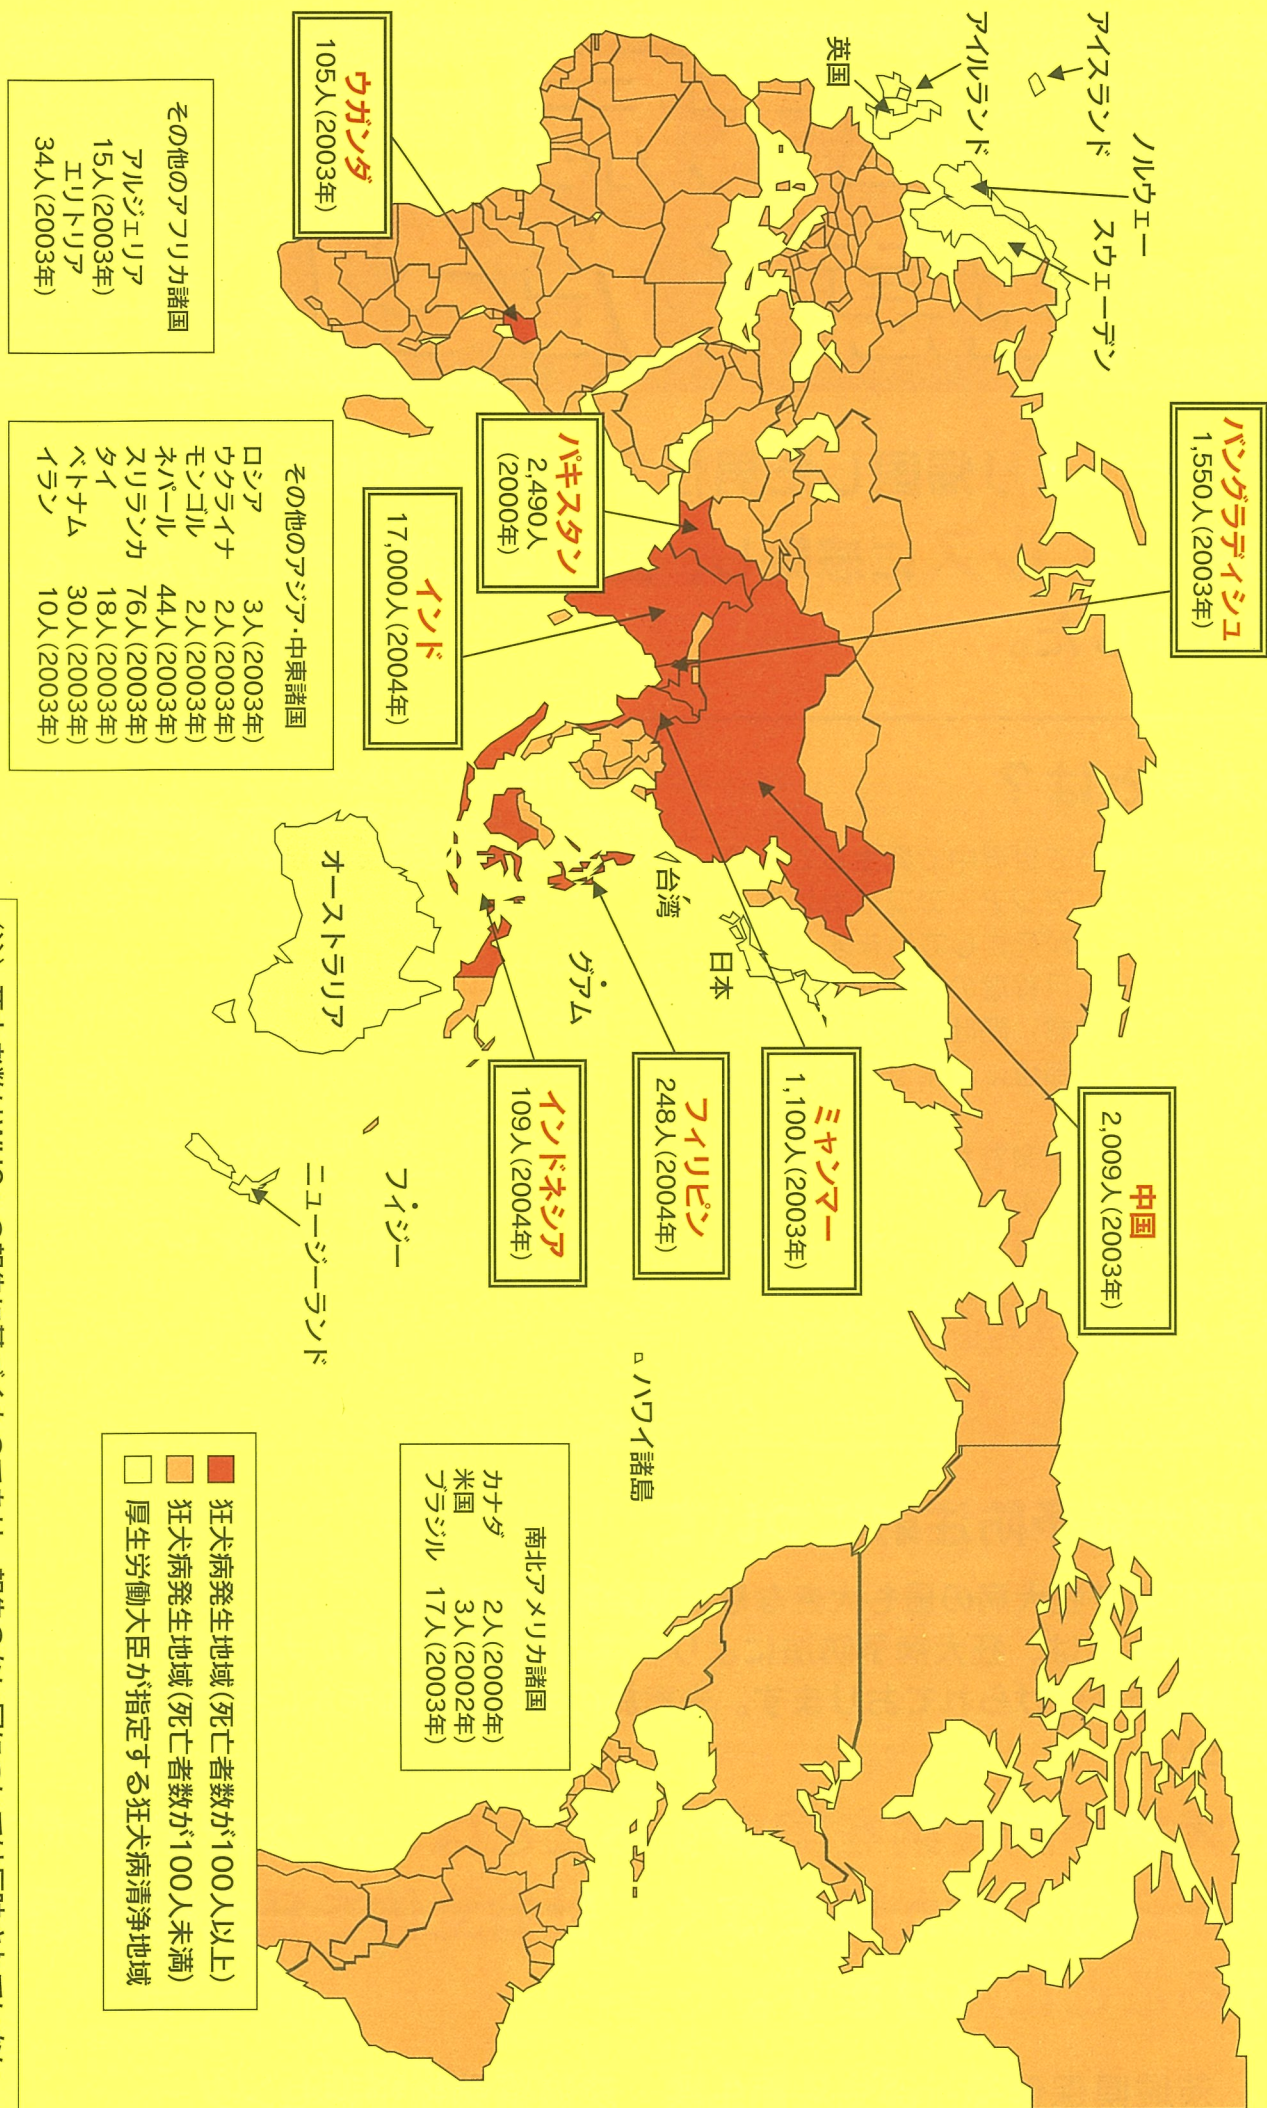 アイスランド
アイルランド
英国
ノルウェー
スウェーデン
バングラディシュ
1,550人(2003年)
中国
2,009人(2003年)
ウガンダ
105人(2003年)
パキスタン
2,490人
(2000年)
インド
17,000人(2004年)
ミャンマー
1,100人(2003年)
フィリピン
248人(2004年)
インドネシア
109人(2004年)
台湾
日本
グアム
オーストラリア
フィジー
ニュージーランド
ハワイ諸島
その他のアフリカ諸国
アルジェリア
15人(2003年)
エリトリア
34人(2003年)
その他のアジア・中東諸国
ロシア 3人(2003年)
ウクライナ 2人(2003年)
モンゴル 2人(2003年)
ネパール 44人(2003年)
スリランカ 76人(2003年)
タイ 18人(2003年)
ベトナム 30人(2003年)
イラン 10人(2003年)
南北アメリカ諸国
カナダ 2人(2000年)
米国 3人(2002年)
ブラジル 17人(2003年)
狂犬病発生地域(死亡者数が100人以上)
狂犬病発生地域(死亡者数が100人未満)
厚生労働大臣が指定する狂犬病清浄地域